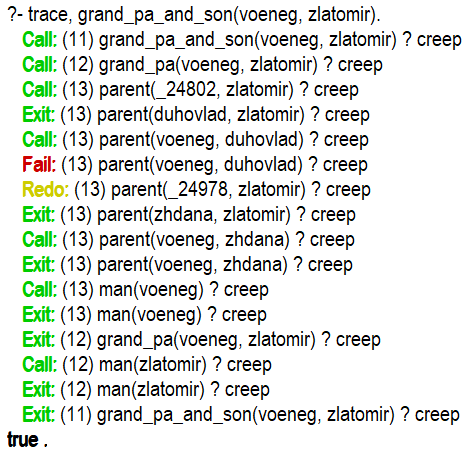 ?- trace, grand_pa_and_son(voeneg, zlatomir).
Call: (11) grand_pa_and_son(voeneg, zlatomir) ? creep
Call: (12) grand_pa(voeneg, zlatomir) ? creep
Call: (13) parent(_24802, zlatomir) ? creep
Exit: (13) parent(duhovlad, zlatomir) ? creep
Call: (13) parent(voeneg, duhovlad) ? creep
Fail: (13) parent(voeneg, duhovlad) ? creep
Redo: (13) parent(_24978, zlatomir) ? creep
Exit: (13) parent(zhdana, zlatomir) ? creep
Call: (13) parent(voeneg, zhdana) ? creep
Exit: (13) parent(voeneg, zhdana) ? creep
Call: (13) man(voeneg) ? creep
Exit: (13) man(voeneg) ? creep
Exit: (12) grand_pa(voeneg, zlatomir) ? creep
Call: (12) man(zlatomir) ? creep
Exit: (12) man(zlatomir) ? creep
Exit: (11) grand_pa_and_son(voeneg, zlatomir) ? creep
true .